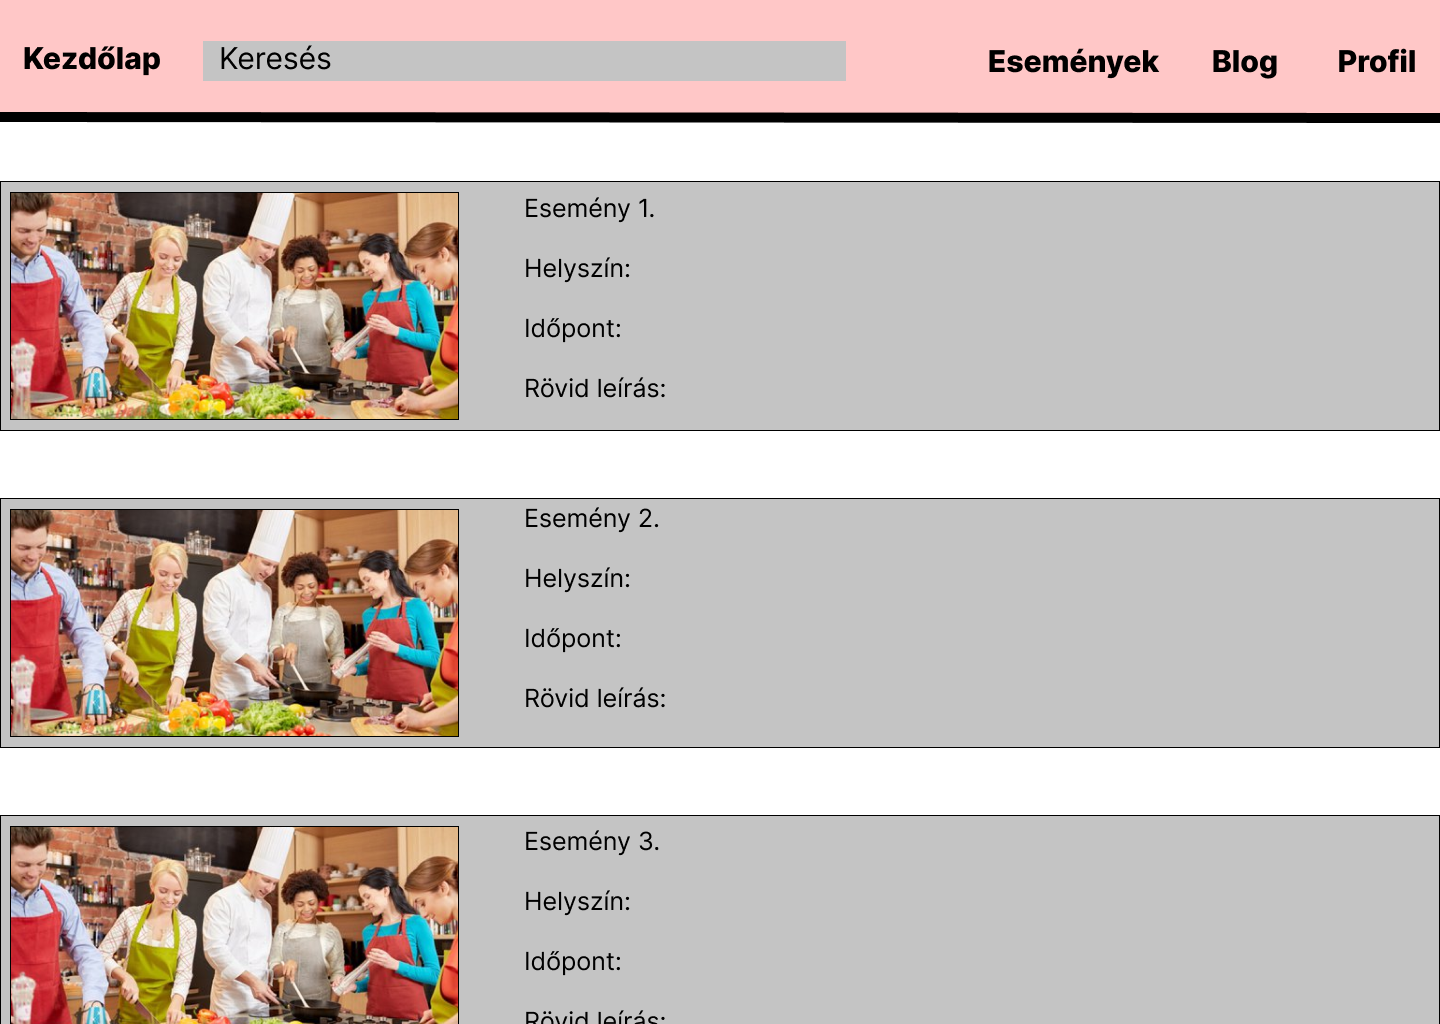 Kezdőlap
Keresés
Események
Blog
Profil
Esemény 1.
Helyszín:
Időpont:
Rövid leírás:
Esemény 2.
Helyszín:
Időpont:
Rövid leírás:
Esemény 3.
Helyszín:
Időpont:
Rövid leírás: